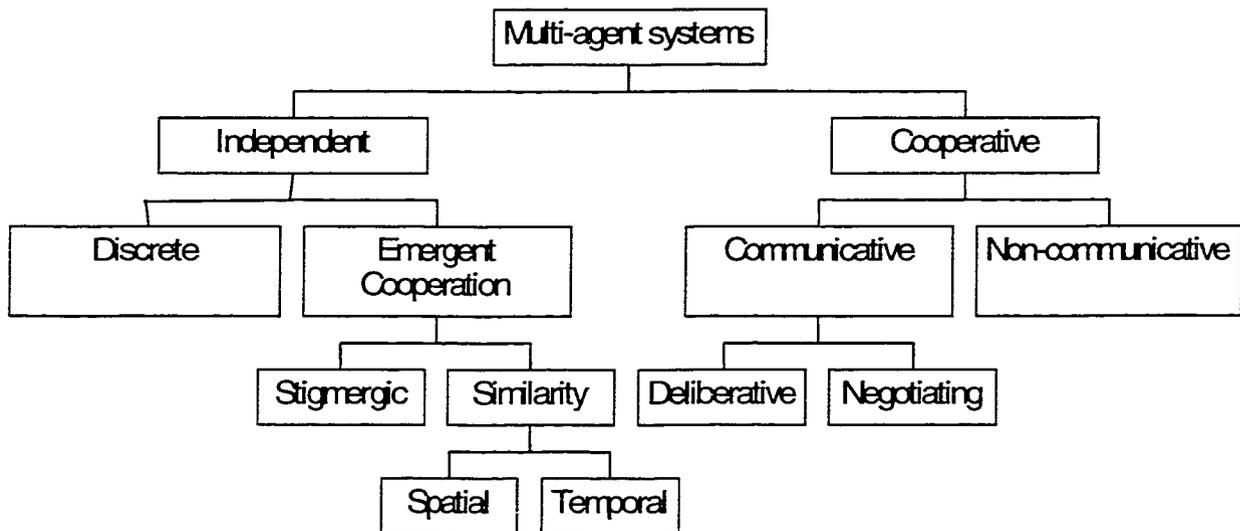 Multi-agent systems
Independent
Cooperative
Discrete
Emergent
Cooperation
Communicative
Non-communicative
Stigmergic
Similarity
Deliberative
Negotiating
Spatial
Temporal